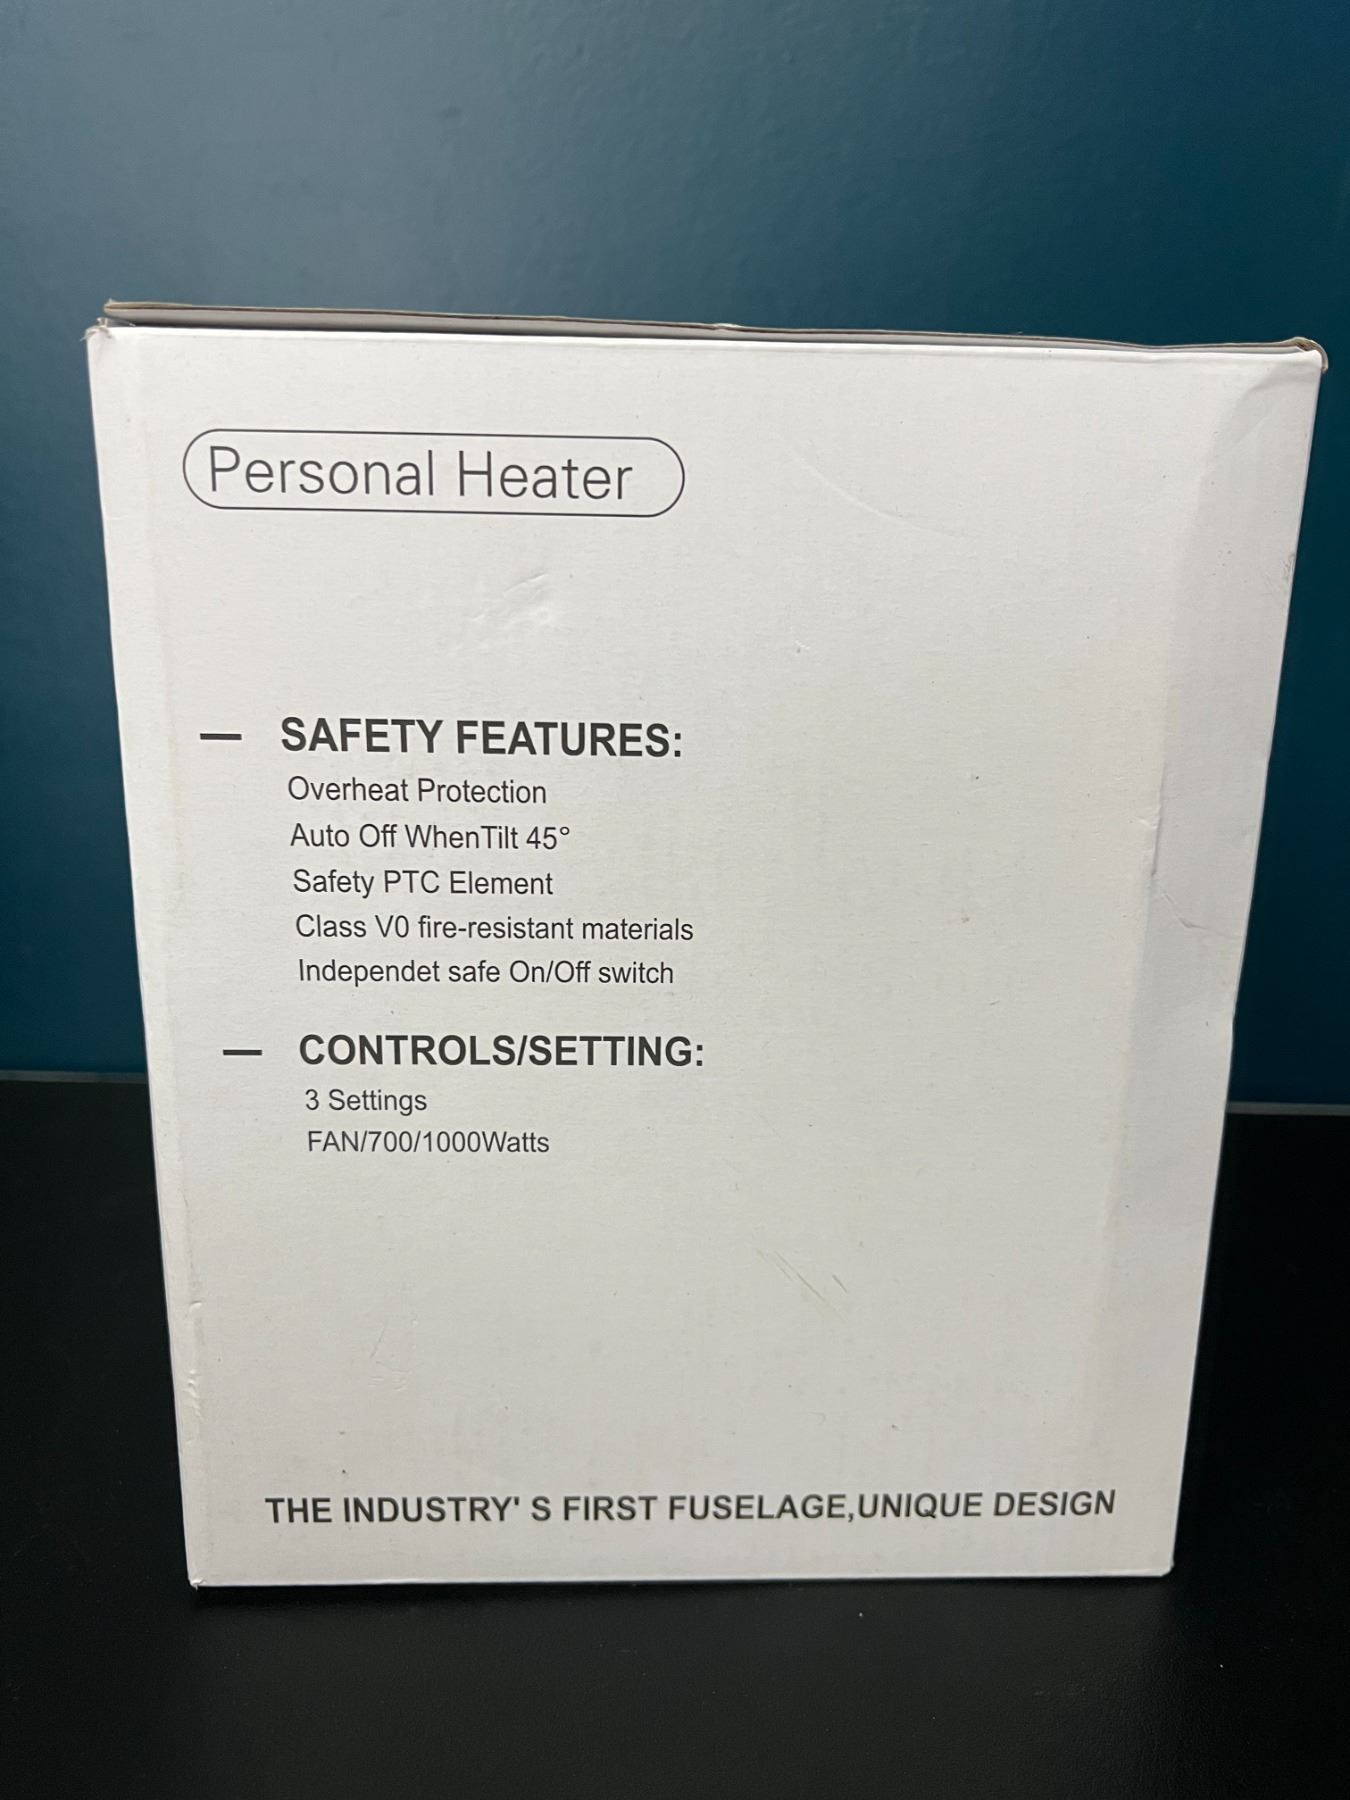 Personal Heater
— SAFETY FEATURES:
Overheat Protection
Auto Off WhenTilt 45°
Safety PTC Element
Class V0 fire-resistant materials
Independet safe On/Off switch
— CONTROLS/SETTING:
3 Settings
FAN/700/1000Watts
THE INDUSTRY' S FIRST FUSELAGE,UNIQUE DESIGN